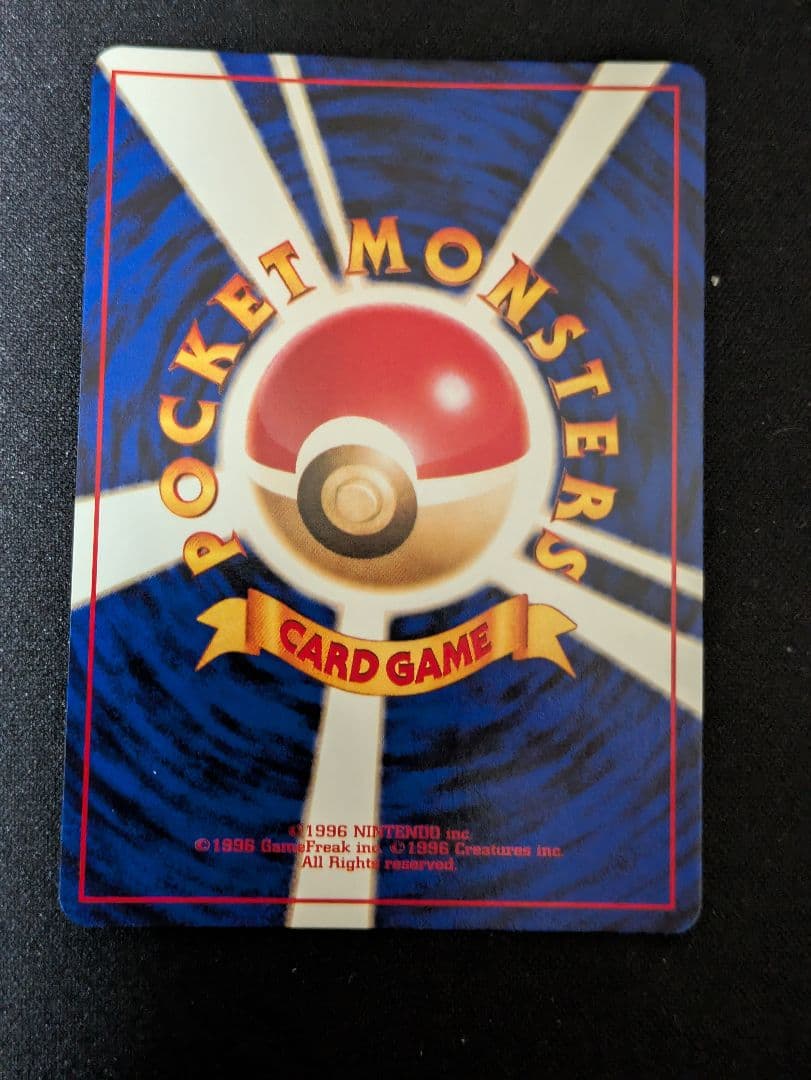 POCKET MONSTERS
CARD GAME
©1996 NINTENDO inc.
©1996 GameFreak inc. ©1996 Creatures inc.
All Rights reserved.